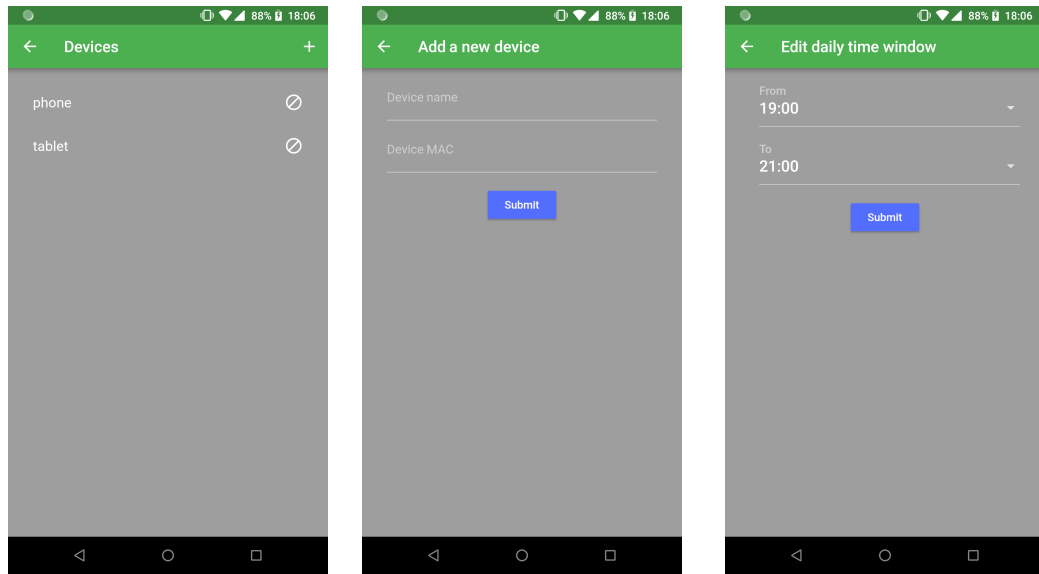 88% 18:06
Devices
phone
tablet
88% 18:06
Add a new device
Device name
Device MAC
Submit
88% 18:06
Edit daily time window
From
19:00
To
21:00
Submit